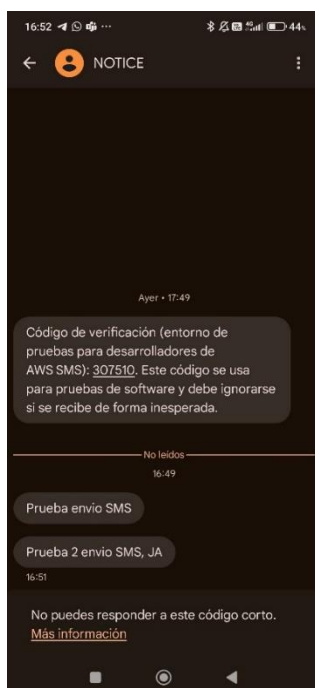 16:52
44%
NOTICE
Ayer • 17:49
Código de verificación (entorno de
pruebas para desarrolladores de
AWS SMS): 307510. Este código se usa
para pruebas de software y debe ignorarse
si se recibe de forma inesperada.
No leídos
16:49
Prueba envio SMS
Prueba 2 envio SMS, JA
16:51
No puedes responder a este código corto.
Más información